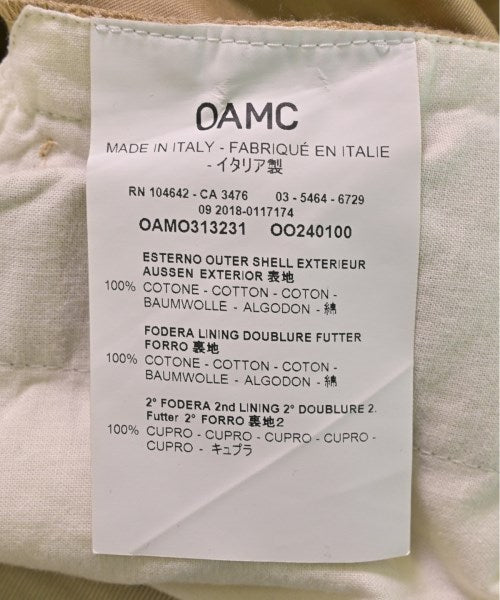 OAMC
MADE IN ITALY - FABRIQUÉ EN ITALIE
- イタリア製
RN 104642 - CA 3476 03 - 5464 - 6729
09 2018-0117174
OAMO313231 OO240100
ESTERNO OUTER SHELL EXTERIEUR
AUSSEN EXTERIOR 表地
100% COTONE - COTTON - COTON -
BAUMWOLLE - ALGODON - 綿
FODERA LINING DOUBLURE FUTTER
FORRO 裏地
100% COTONE - COTTON - COTON -
BAUMWOLLE - ALGODON - 綿
2° FODERA 2nd LINING 2° DOUBLURE 2.
Futter 2° FORRO 裏地2
100% CUPRO - CUPRO - CUPRO - CUPRO -
CUPRO - キュプラ